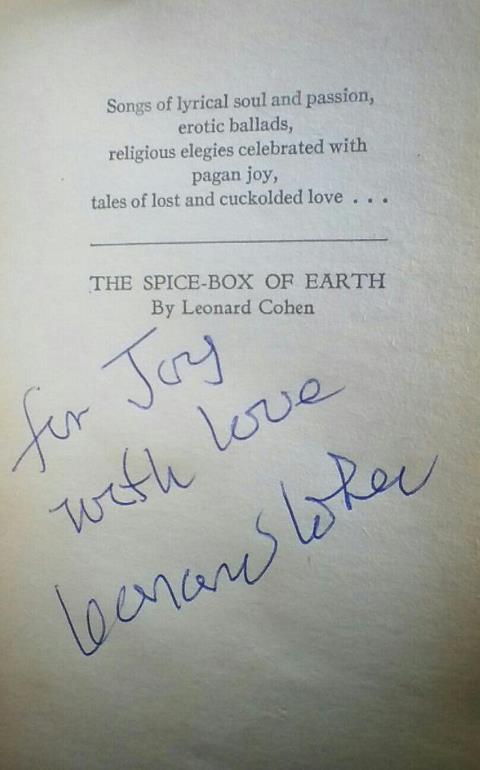 Songs of lyrical soul and passion,
erotic ballads,
religious elegies celebrated with
pagan joy,
tales of lost and cuckolded love . . .
THE SPICE-BOX OF EARTH
By Leonard Cohen
for Joy
with love
Leonard Cohen